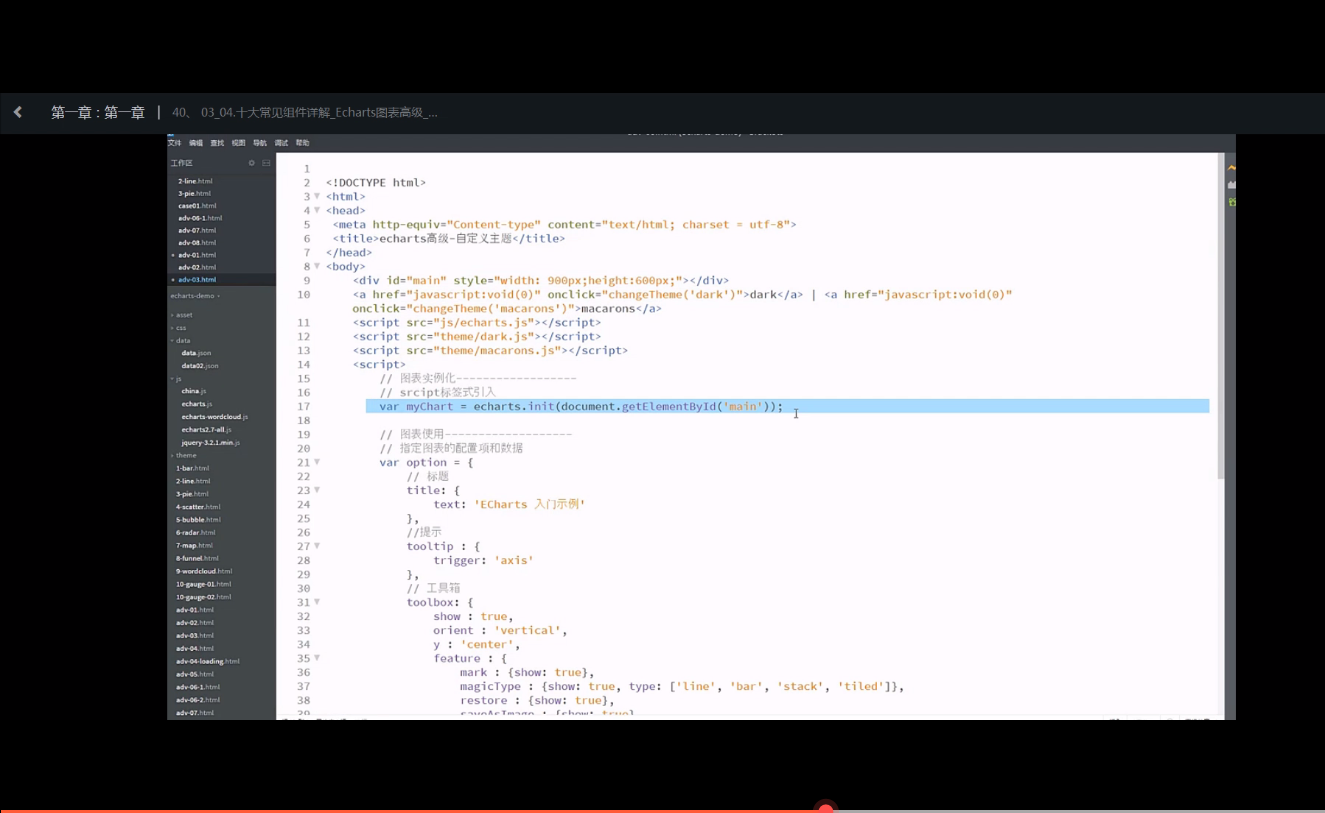 第一章 : 第一章 | 40、 03_04.十大常见组件详解_Echarts图表高级_...
文件 编辑 查找 视图 导航 调试 帮助
工作区
2-line.html
3-pie.html
case01.html
adv-06-1.html
adv-07.html
adv-08.html
adv-01.html
adv-02.html
adv-03.html
echarts-demo
asset
css
data
data.json
data02.json
js
china.js
echarts.js
echarts-wordcloud.js
echarts2.7-all.js
jquery-3.2.1.min.js
theme
1-bar.html
2-line.html
3-pie.html
4-scatter.html
5-bubble.html
6-radar.html
7-map.html
8-funnel.html
9-wordcloud.html
10-gauge-01.html
10-gauge-02.html
adv-01.html
adv-02.html
adv-03.html
adv-04.html
adv-04-loading.html
adv-05.html
adv-06-1.html
adv-06-2.html
adv-07.html
1
2 <!DOCTYPE html>
3 <html>
4 <head>
5 <meta http-equiv="Content-type" content="text/html; charset = utf-8">
6 <title>echarts高级-自定义主题</title>
7 </head>
8 <body>
9 <div id="main" style="width: 900px;height:600px;"></div>
10 <a href="javascript:void(0)" onclick="changeTheme('dark')">dark</a> | <a href="javascript:void(0)"
onclick="changeTheme('macarons')">macarons</a>
11 <script src="js/echarts.js"></script>
12 <script src="theme/dark.js"></script>
13 <script src="theme/macarons.js"></script>
14 <script>
15 // 图表实例化------------------
16 // srcipt标签式引入
17 var myChart = echarts.init(document.getElementById('main'));
18
19 // 图表使用-------------------
20 // 指定图表的配置项和数据
21 var option = {
22 // 标题
23 title: {
24 text: 'ECharts 入门示例'
25 },
26 //提示
27 tooltip : {
28 trigger: 'axis'
29 },
30 // 工具箱
31 toolbox: {
32 show : true,
33 orient : 'vertical',
34 y : 'center',
35 feature : {
36 mark : {show: true},
37 magicType : {show: true, type: ['line', 'bar', 'stack', 'tiled']},
38 restore : {show: true},
39 saveAsImage : {show: true}